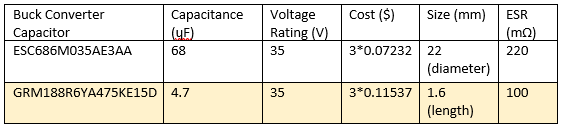 Buck Converter Capacitor
Capacitance (uF)
Voltage Rating (V)
Cost ($)
Size (mm)
ESR (mΩ)
ESC686M035AE3AA
68
35
3*0.07232
22 (diameter)
220
GRM188R6YA475KE15D
4.7
35
3*0.11537
1.6 (length)
100